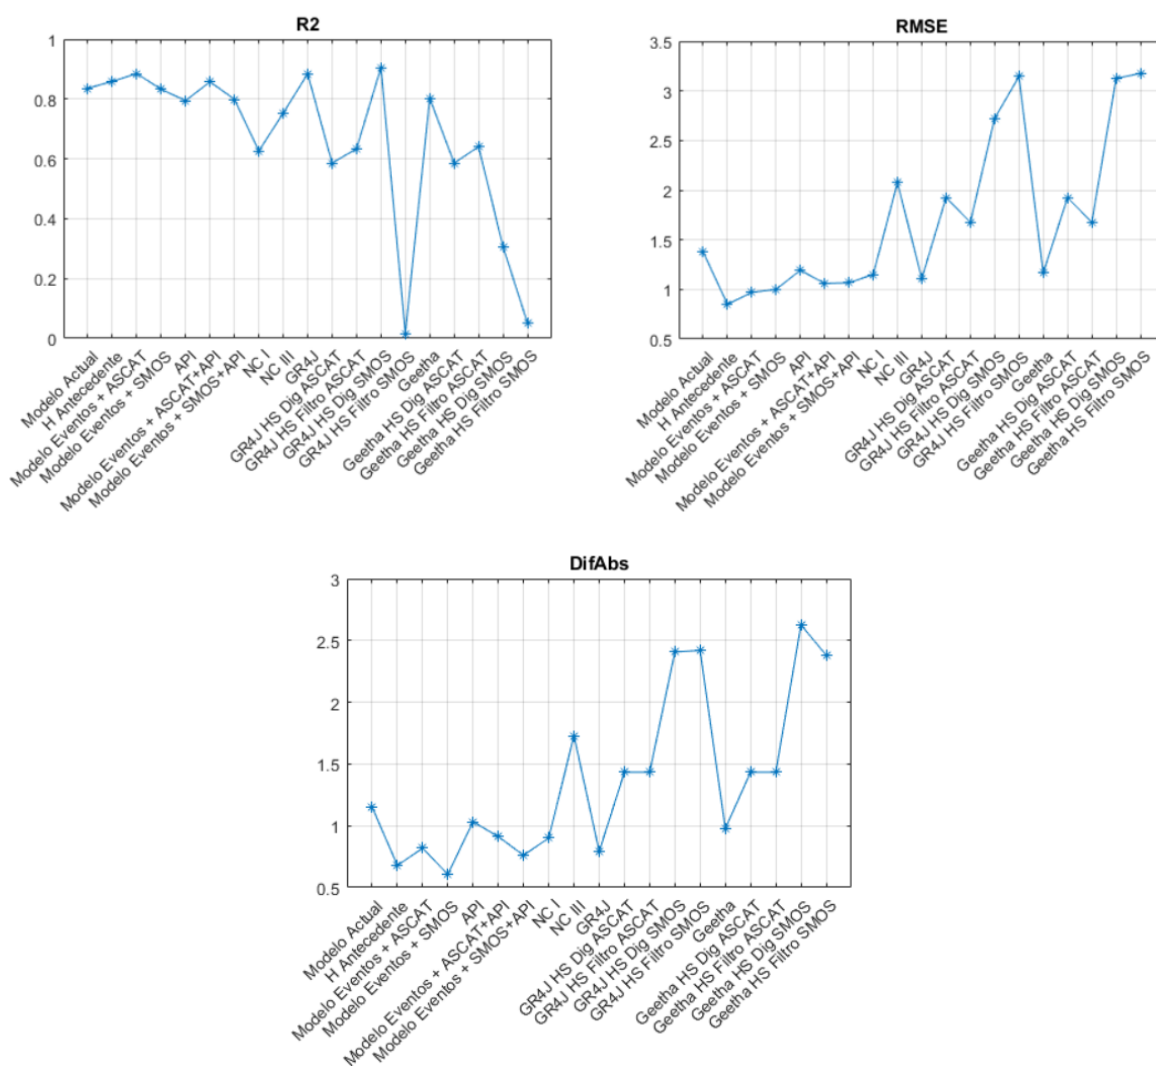 R2
1
0.8
0.6
0.4
0.2
0
Modelo Actual
H Antecedente
Modelo Eventos + ASCAT
Modelo Eventos + SMOS
API
Modelo Eventos + ASCAT+API
Modelo Eventos + SMOS+API
NC I
NC III
GR4J
GR4J HS Dig ASCAT
GR4J HS Filtro ASCAT
GR4J HS Dig SMOS
GR4J HS Filtro SMOS
Geetha
Geetha HS Dig ASCAT
Geetha HS Filtro ASCAT
Geetha HS Dig SMOS
Geetha HS Filtro SMOS
RMSE
3.5
3
2.5
2
1.5
1
0.5
Modelo Actual
H Antecedente
Modelo Eventos + ASCAT
Modelo Eventos + SMOS
API
Modelo Eventos + ASCAT+API
Modelo Eventos + SMOS+API
NC I
NC III
GR4J
GR4J HS Dig ASCAT
GR4J HS Filtro ASCAT
GR4J HS Dig SMOS
GR4J HS Filtro SMOS
Geetha
Geetha HS Dig ASCAT
Geetha HS Filtro ASCAT
Geetha HS Dig SMOS
Geetha HS Filtro SMOS
DifAbs
3
2.5
2
1.5
1
0.5
Modelo Actual
H Antecedente
Modelo Eventos + ASCAT
Modelo Eventos + SMOS
API
Modelo Eventos + ASCAT+API
Modelo Eventos + SMOS+API
NC I
NC III
GR4J
GR4J HS Dig ASCAT
GR4J HS Filtro ASCAT
GR4J HS Dig SMOS
GR4J HS Filtro SMOS
Geetha
Geetha HS Dig ASCAT
Geetha HS Filtro ASCAT
Geetha HS Dig SMOS
Geetha HS Filtro SMOS